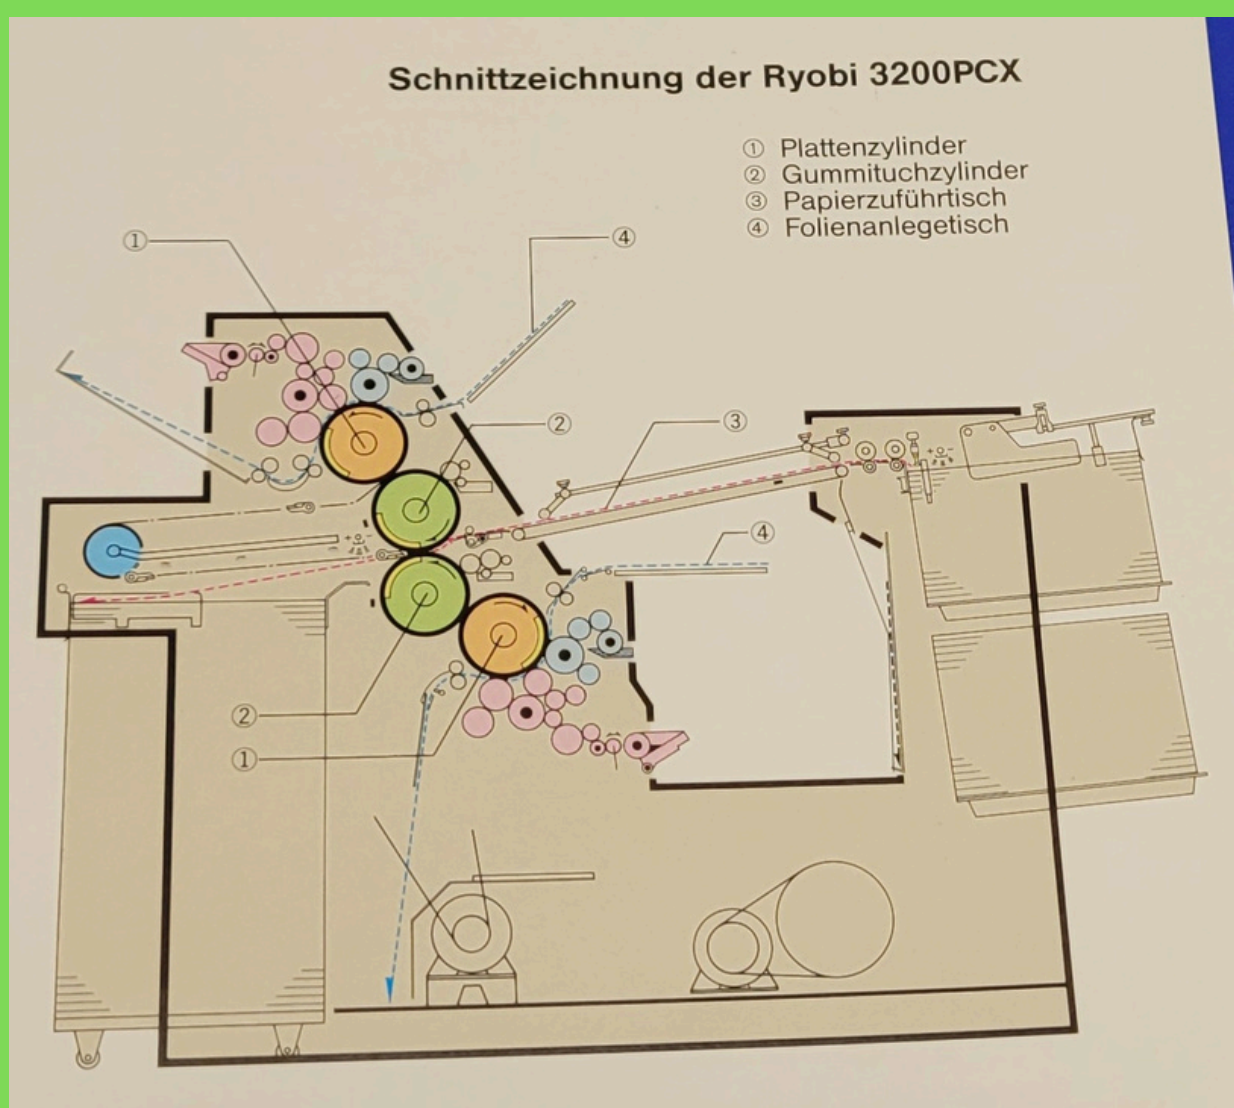 Schnittzeichnung der Ryobi 3200PCX
① Plattenzylinder
② Gummituchzylinder
③ Papierzuführtisch
④ Folienanlegetisch
①
④
②
③
④
②
①